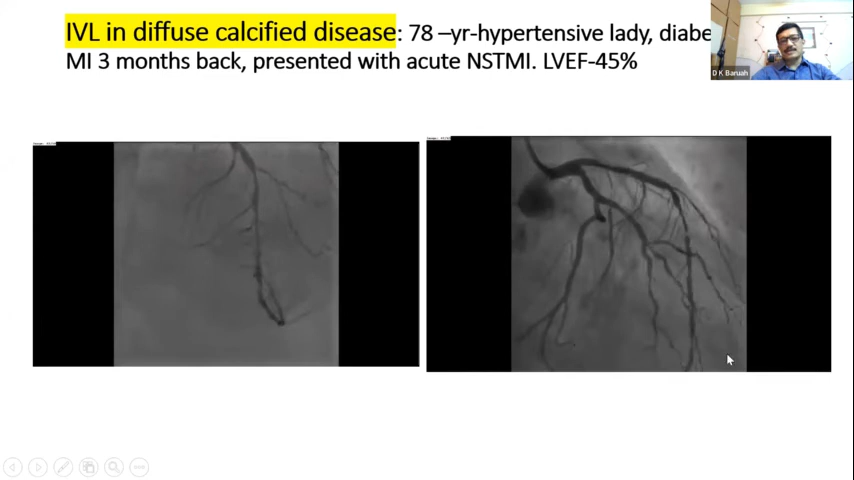 IVL in diffuse calcified disease: 78 –yr-hypertensive lady, diabe
MI 3 months back, presented with acute NSTMI. LVEF-45%
D K Baruah